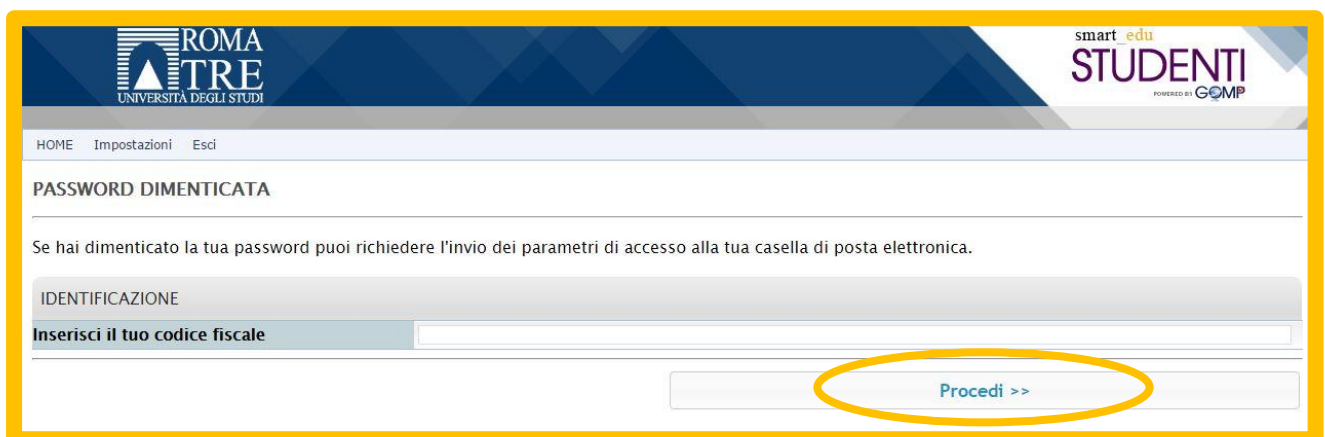 ROMA
TRE
UNIVERSITÀ DEGLI STUDI
smart_edu
STUDENTI
POWERED BY GOMP
HOME Impostazioni Esci
PASSWORD DIMENTICATA
Se hai dimenticato la tua password puoi richiedere l'invio dei parametri di accesso alla tua casella di posta elettronica.
IDENTIFICAZIONE
Inserisci il tuo codice fiscale
Procedi >>